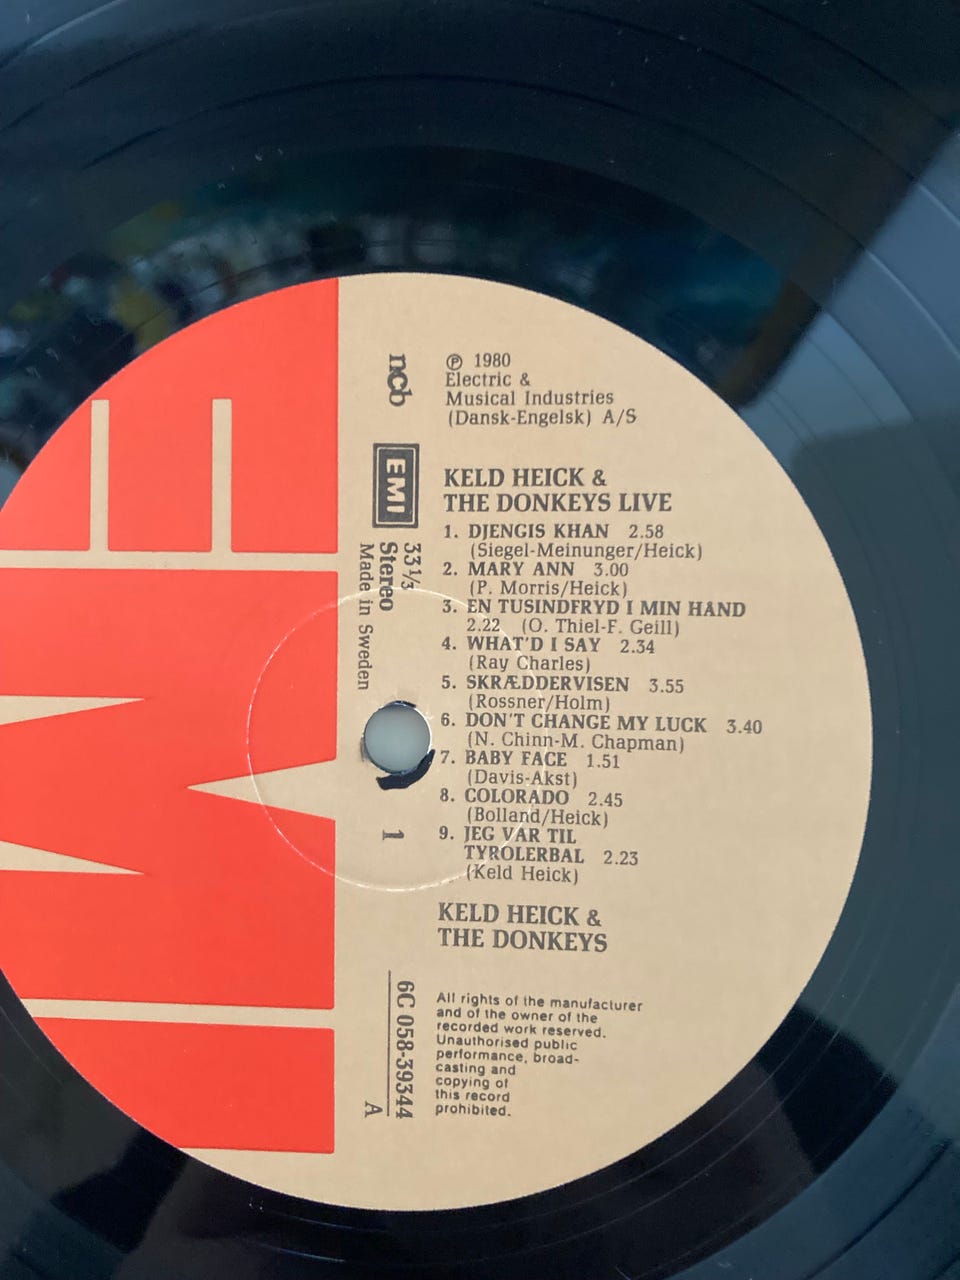 ncb
EMI
33⅓
Stereo
Made in Sweden
1
6C 058-39344
A
℗ 1980
Electric &
Musical Industries
(Dansk-Engelsk) A/S
KELD HEICK &
THE DONKEYS LIVE
1. DJENGIS KHAN 2.58
(Siegel-Meinunger/Heick)
2. MARY ANN 3.00
(P. Morris/Heick)
3. EN TUSINDFRYD I MIN HAND
2.22 (O. Thiel-F. Geill)
4. WHAT'D I SAY 2.34
(Ray Charles)
5. SKRÆDDERVISEN 3.55
(Rossner/Holm)
6. DON'T CHANGE MY LUCK 3.40
(N. Chinn-M. Chapman)
7. BABY FACE 1.51
(Davis-Akst)
8. COLORADO 2.45
(Bolland/Heick)
9. JEG VAR TIL
TYROLERBAL 2.23
(Keld Heick)
KELD HEICK &
THE DONKEYS
All rights of the manufacturer
and of the owner of the
recorded work reserved.
Unauthorised public
performance, broad-
casting and
copying of
this record
prohibited.